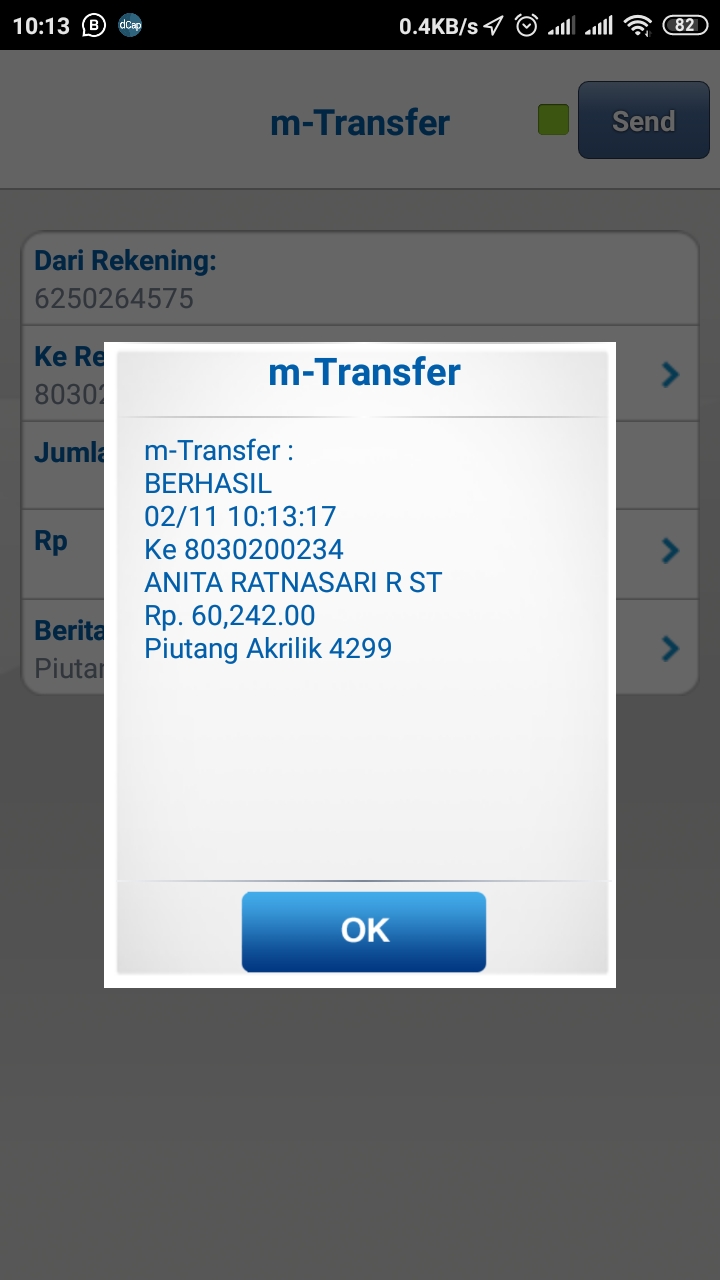 10:13 B dCap 0.4KB/s 82
m-Transfer Send
Dari Rekening:
6250264575
Ke Re
8030
Jumla
Rp
Berita
Piutar
m-Transfer
m-Transfer :
BERHASIL
02/11 10:13:17
Ke 8030200234
ANITA RATNASARI R ST
Rp. 60,242.00
Piutang Akrilik 4299
OK